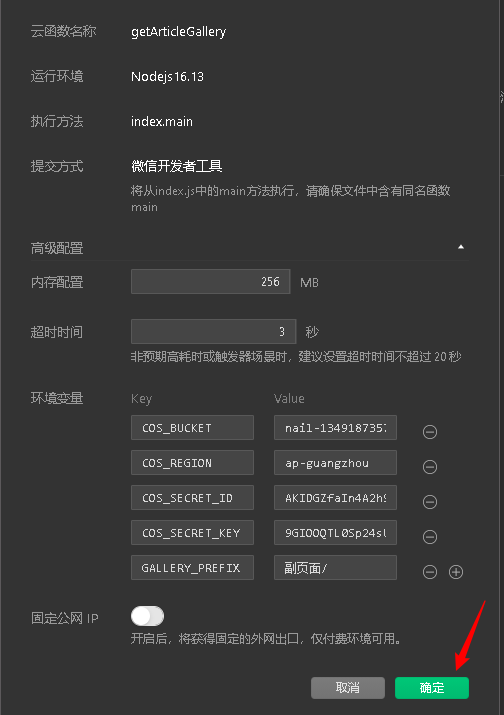 云函数名称 getArticleGallery
运行环境 Nodejs16.13
执行方法 index.main
提交方式 微信开发者工具
将从index.js中的main方法执行，请确保文件中含有同名函数
main
高级配置
内存配置 256 MB
超时时间 3 秒
非预期高耗时或触发器场景时，建议设置超时时间不超过 20 秒
环境变量 Key Value
COS_BUCKET nail-1349187357
COS_REGION ap-guangzhou
COS_SECRET_ID AKIDGZfaIn4A2h9
COS_SECRET_KEY 9GIOOQTL0Sp24sU
GALLERY_PREFIX 副页面/
固定公网 IP
开启后，将获得固定的外网出口，仅付费环境可用。
取消 确定